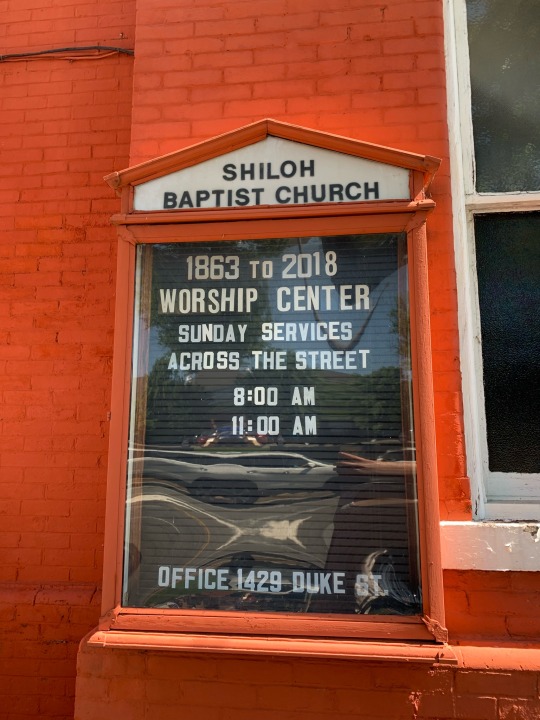 SHILOH
BAPTIST CHURCH
1863 TO 2018
WORSHIP CENTER
SUNDAY SERVICES
ACROSS THE STREET
8:00 AM
11:00 AM
OFFICE 1429 DUKE ST.